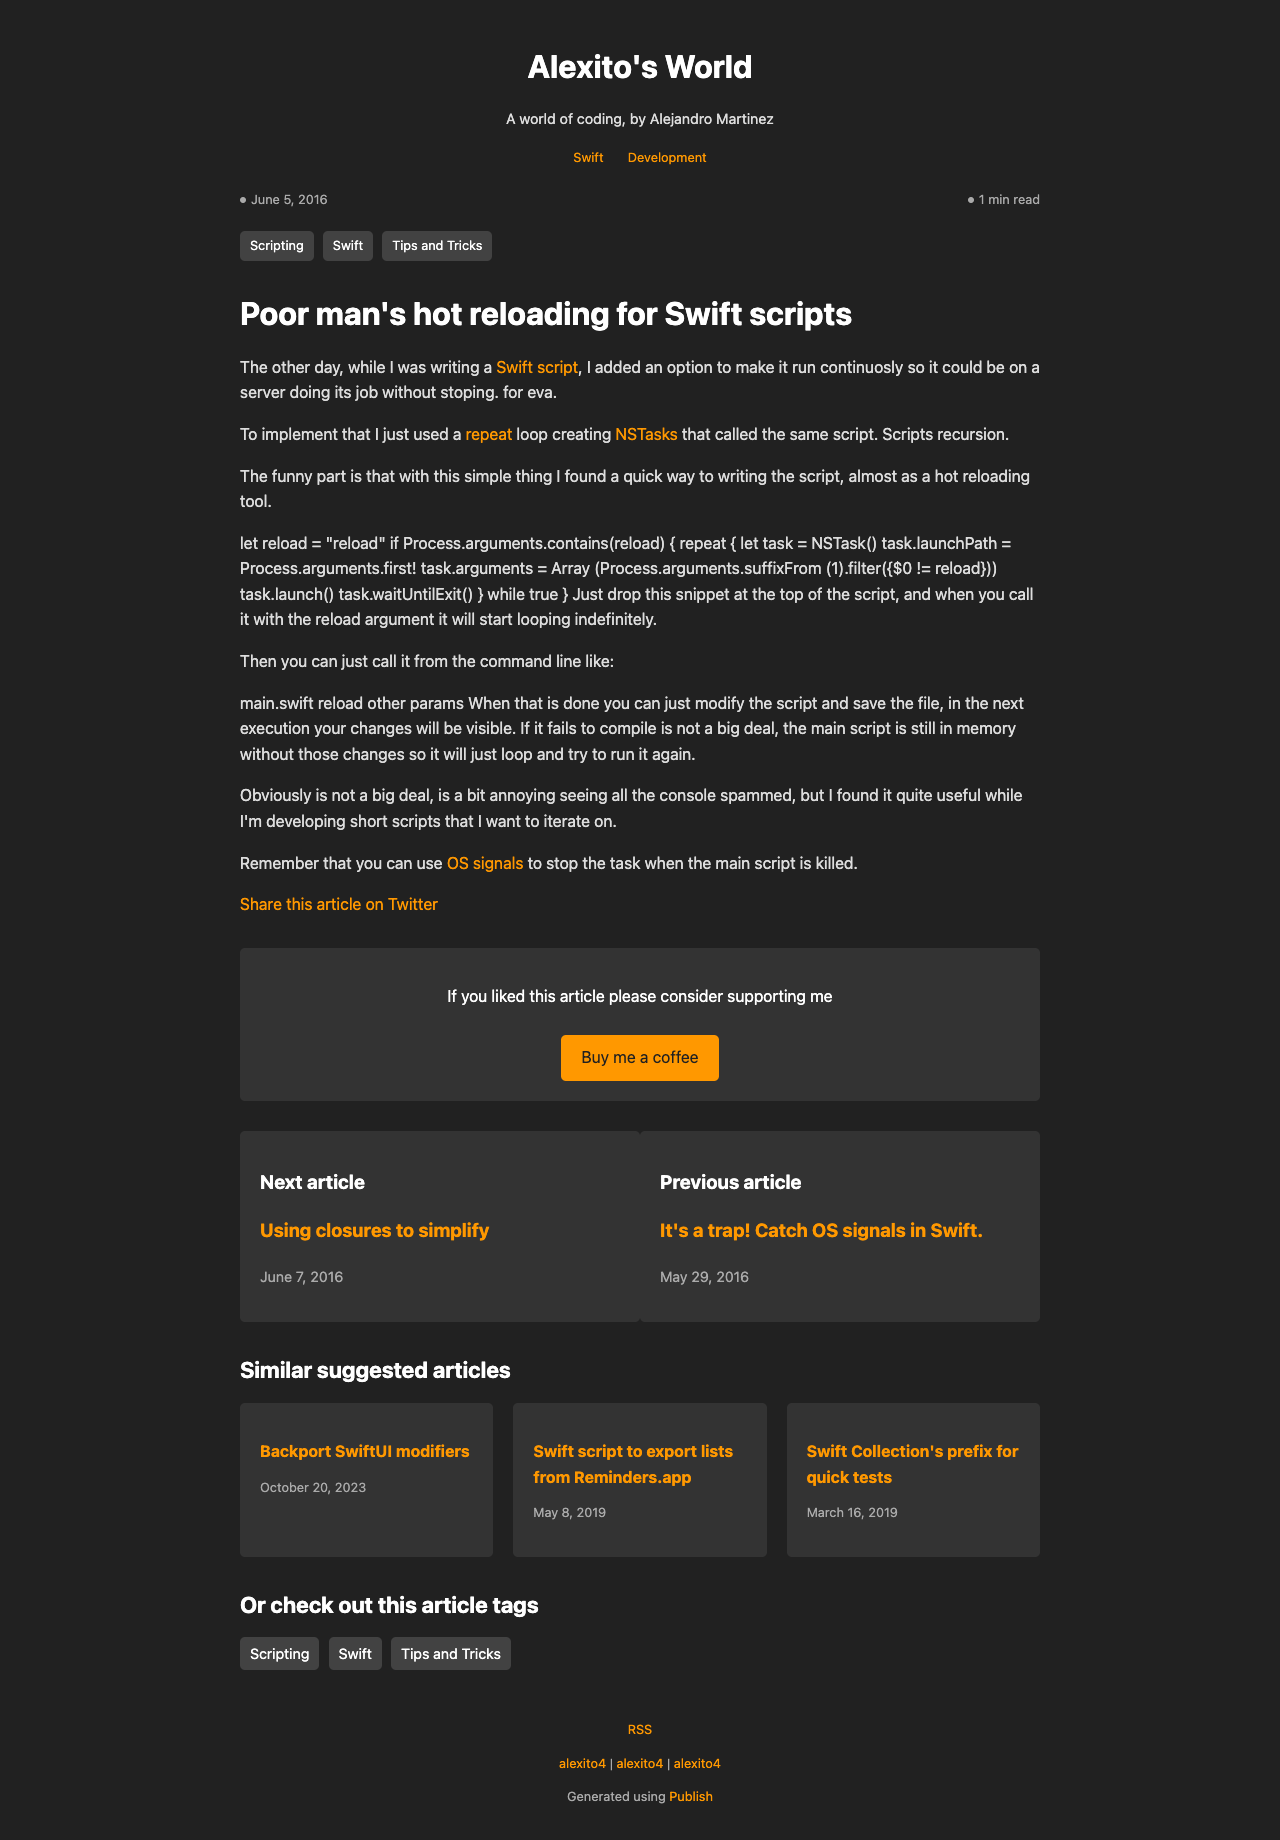 Alexito's World
A world of coding, by Alejandro Martinez
Swift Development
June 5, 2016 1 min read
Scripting Swift Tips and Tricks
Poor man's hot reloading for Swift scripts
The other day, while I was writing a Swift script, I added an option to make it run continuosly so it could be on a
server doing its job without stoping. for eva.
To implement that I just used a repeat loop creating NSTasks that called the same script. Scripts recursion.
The funny part is that with this simple thing I found a quick way to writing the script, almost as a hot reloading
tool.
let reload = "reload" if Process.arguments.contains(reload) { repeat { let task = NSTask() task.launchPath =
Process.arguments.first! task.arguments = Array (Process.arguments.suffixFrom (1).filter({$0 != reload}))
task.launch() task.waitUntilExit() } while true } Just drop this snippet at the top of the script, and when you call
it with the reload argument it will start looping indefinitely.
Then you can just call it from the command line like:
main.swift reload other params When that is done you can just modify the script and save the file, in the next
execution your changes will be visible. If it fails to compile is not a big deal, the main script is still in memory
without those changes so it will just loop and try to run it again.
Obviously is not a big deal, is a bit annoying seeing all the console spammed, but I found it quite useful while
I'm developing short scripts that I want to iterate on.
Remember that you can use OS signals to stop the task when the main script is killed.
Share this article on Twitter
If you liked this article please consider supporting me
Buy me a coffee
Next article
Using closures to simplify
June 7, 2016
Previous article
It's a trap! Catch OS signals in Swift.
May 29, 2016
Similar suggested articles
Backport SwiftUI modifiers
October 20, 2023
Swift script to export lists
from Reminders.app
May 8, 2019
Swift Collection's prefix for
quick tests
March 16, 2019
Or check out this article tags
Scripting Swift Tips and Tricks
RSS
alexito4 | alexito4 | alexito4
Generated using Publish